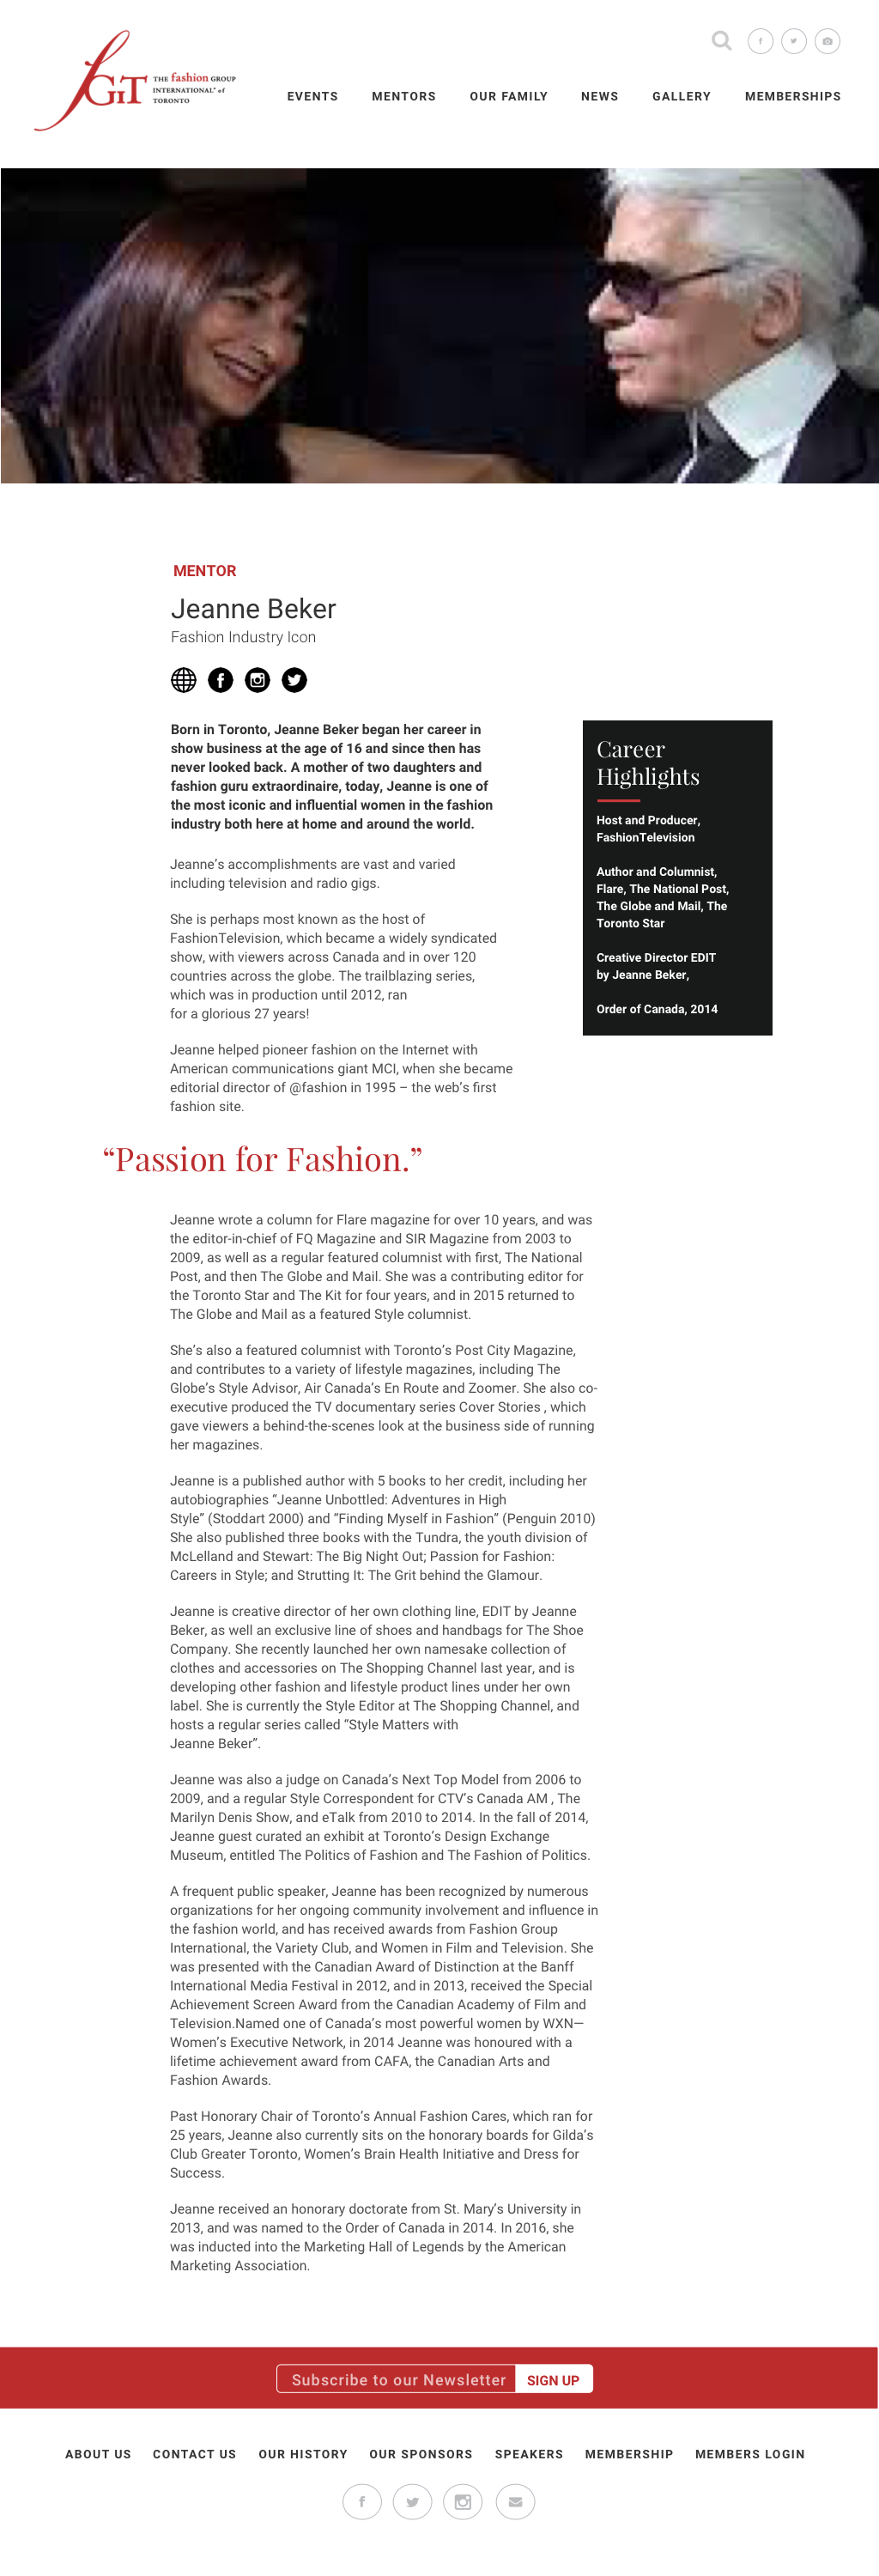 fGIT THE fashion GROUP
INTERNATIONAL® of
TORONTO
EVENTS MENTORS OUR FAMILY NEWS GALLERY MEMBERSHIPS
MENTOR
Jeanne Beker
Fashion Industry Icon
Born in Toronto, Jeanne Beker began her career in
show business at the age of 16 and since then has
never looked back. A mother of two daughters and
fashion guru extraordinaire, today, Jeanne is one of
the most iconic and influential women in the fashion
industry both here at home and around the world.
Jeanne’s accomplishments are vast and varied
including television and radio gigs.
She is perhaps most known as the host of
FashionTelevision, which became a widely syndicated
show, with viewers across Canada and in over 120
countries across the globe. The trailblazing series,
which was in production until 2012, ran
for a glorious 27 years!
Jeanne helped pioneer fashion on the Internet with
American communications giant MCI, when she became
editorial director of @fashion in 1995 – the web’s first
fashion site.
Career
Highlights
Host and Producer,
FashionTelevision
Author and Columnist,
Flare, The National Post,
The Globe and Mail, The
Toronto Star
Creative Director EDIT
by Jeanne Beker,
Order of Canada, 2014
“Passion for Fashion.”
Jeanne wrote a column for Flare magazine for over 10 years, and was
the editor-in-chief of FQ Magazine and SIR Magazine from 2003 to
2009, as well as a regular featured columnist with first, The National
Post, and then The Globe and Mail. She was a contributing editor for
the Toronto Star and The Kit for four years, and in 2015 returned to
The Globe and Mail as a featured Style columnist.
She’s also a featured columnist with Toronto’s Post City Magazine,
and contributes to a variety of lifestyle magazines, including The
Globe’s Style Advisor, Air Canada’s En Route and Zoomer. She also co-
executive produced the TV documentary series Cover Stories , which
gave viewers a behind-the-scenes look at the business side of running
her magazines.
Jeanne is a published author with 5 books to her credit, including her
autobiographies “Jeanne Unbottled: Adventures in High
Style” (Stoddart 2000) and “Finding Myself in Fashion” (Penguin 2010)
She also published three books with the Tundra, the youth division of
McLelland and Stewart: The Big Night Out; Passion for Fashion:
Careers in Style; and Strutting It: The Grit behind the Glamour.
Jeanne is creative director of her own clothing line, EDIT by Jeanne
Beker, as well an exclusive line of shoes and handbags for The Shoe
Company. She recently launched her own namesake collection of
clothes and accessories on The Shopping Channel last year, and is
developing other fashion and lifestyle product lines under her own
label. She is currently the Style Editor at The Shopping Channel, and
hosts a regular series called “Style Matters with
Jeanne Beker”.
Jeanne was also a judge on Canada’s Next Top Model from 2006 to
2009, and a regular Style Correspondent for CTV’s Canada AM , The
Marilyn Denis Show, and eTalk from 2010 to 2014. In the fall of 2014,
Jeanne guest curated an exhibit at Toronto’s Design Exchange
Museum, entitled The Politics of Fashion and The Fashion of Politics.
A frequent public speaker, Jeanne has been recognized by numerous
organizations for her ongoing community involvement and influence in
the fashion world, and has received awards from Fashion Group
International, the Variety Club, and Women in Film and Television. She
was presented with the Canadian Award of Distinction at the Banff
International Media Festival in 2012, and in 2013, received the Special
Achievement Screen Award from the Canadian Academy of Film and
Television.Named one of Canada’s most powerful women by WXN—
Women’s Executive Network, in 2014 Jeanne was honoured with a
lifetime achievement award from CAFA, the Canadian Arts and
Fashion Awards.
Past Honorary Chair of Toronto’s Annual Fashion Cares, which ran for
25 years, Jeanne also currently sits on the honorary boards for Gilda’s
Club Greater Toronto, Women’s Brain Health Initiative and Dress for
Success.
Jeanne received an honorary doctorate from St. Mary’s University in
2013, and was named to the Order of Canada in 2014. In 2016, she
was inducted into the Marketing Hall of Legends by the American
Marketing Association.
Subscribe to our Newsletter SIGN UP
ABOUT US CONTACT US OUR HISTORY OUR SPONSORS SPEAKERS MEMBERSHIP MEMBERS LOGIN